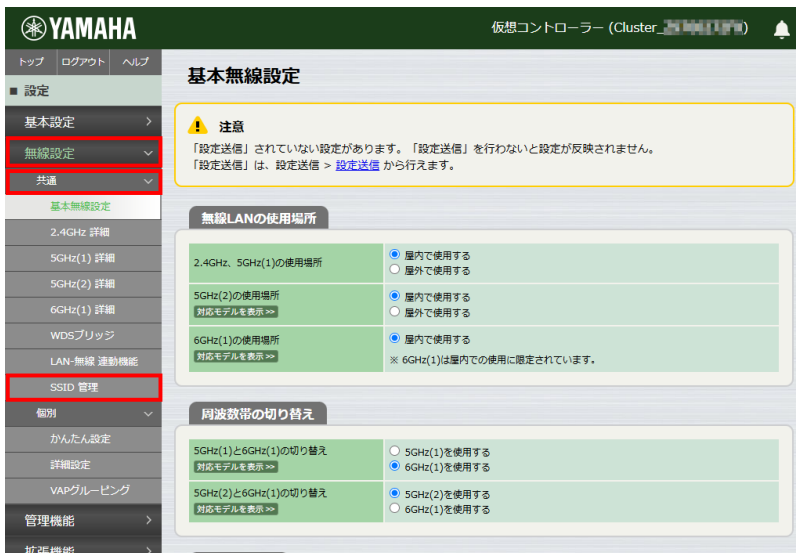 YAMAHA
仮想コントローラー (Cluster_ )
トップ ログアウト ヘルプ
設定
基本設定
無線設定
共通
基本無線設定
2.4GHz 詳細
5GHz(1) 詳細
5GHz(2) 詳細
6GHz(1) 詳細
WDSブリッジ
LAN-無線 連動機能
SSID 管理
個別
かんたん設定
詳細設定
VAPグルーピング
管理機能
拡張機能
基本無線設定
注意
「設定送信」されていない設定があります。「設定送信」を行わないと設定が反映されません。
「設定送信」は、設定送信 > 設定送信 から行えます。
無線LANの使用場所
2.4GHz、5GHz(1)の使用場所
屋内で使用する
屋外で使用する
5GHz(2)の使用場所
対応モデルを表示 >>
屋内で使用する
屋外で使用する
6GHz(1)の使用場所
対応モデルを表示 >>
屋内で使用する
※ 6GHz(1)は屋内での使用に限定されています。
周波数帯の切り替え
5GHz(1)と6GHz(1)の切り替え
対応モデルを表示 >>
5GHz(1)を使用する
6GHz(1)を使用する
5GHz(2)と6GHz(1)の切り替え
対応モデルを表示 >>
5GHz(2)を使用する
6GHz(1)を使用する